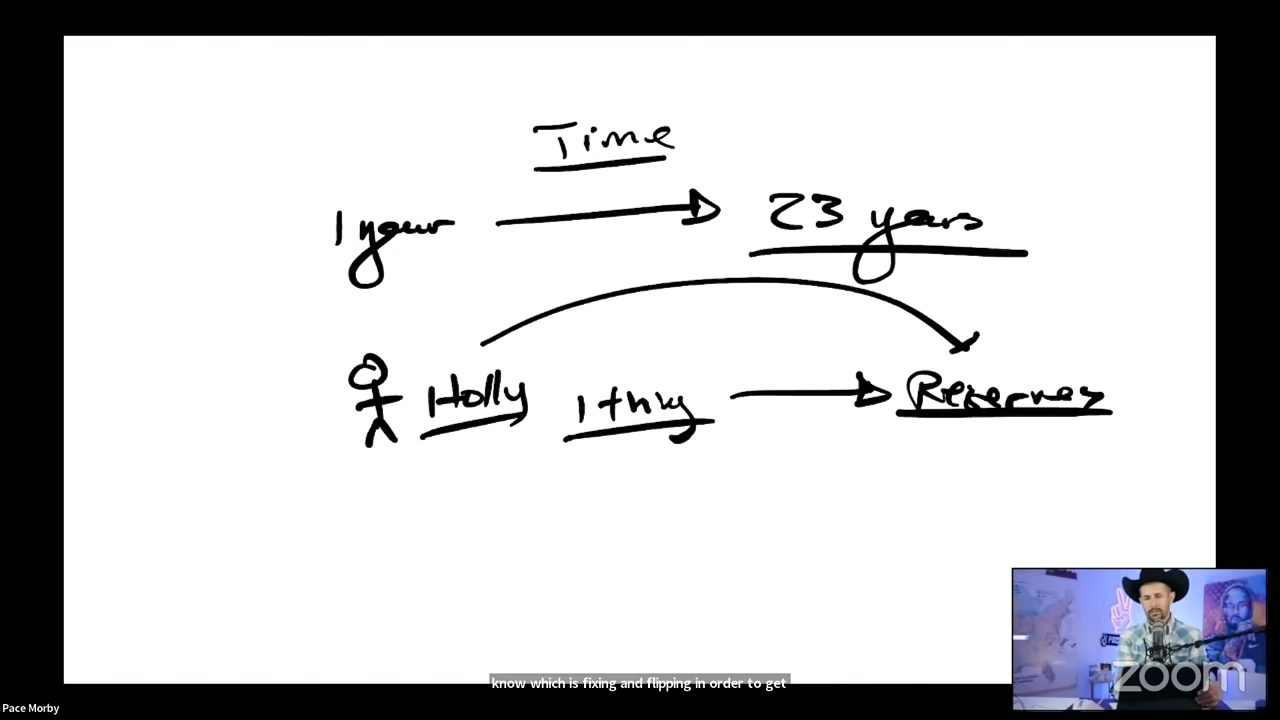 Time
1 year
23 years
Holly 1 thing
Reserves
know which is fixing and flipping in order to get
zoom
Pace Morby